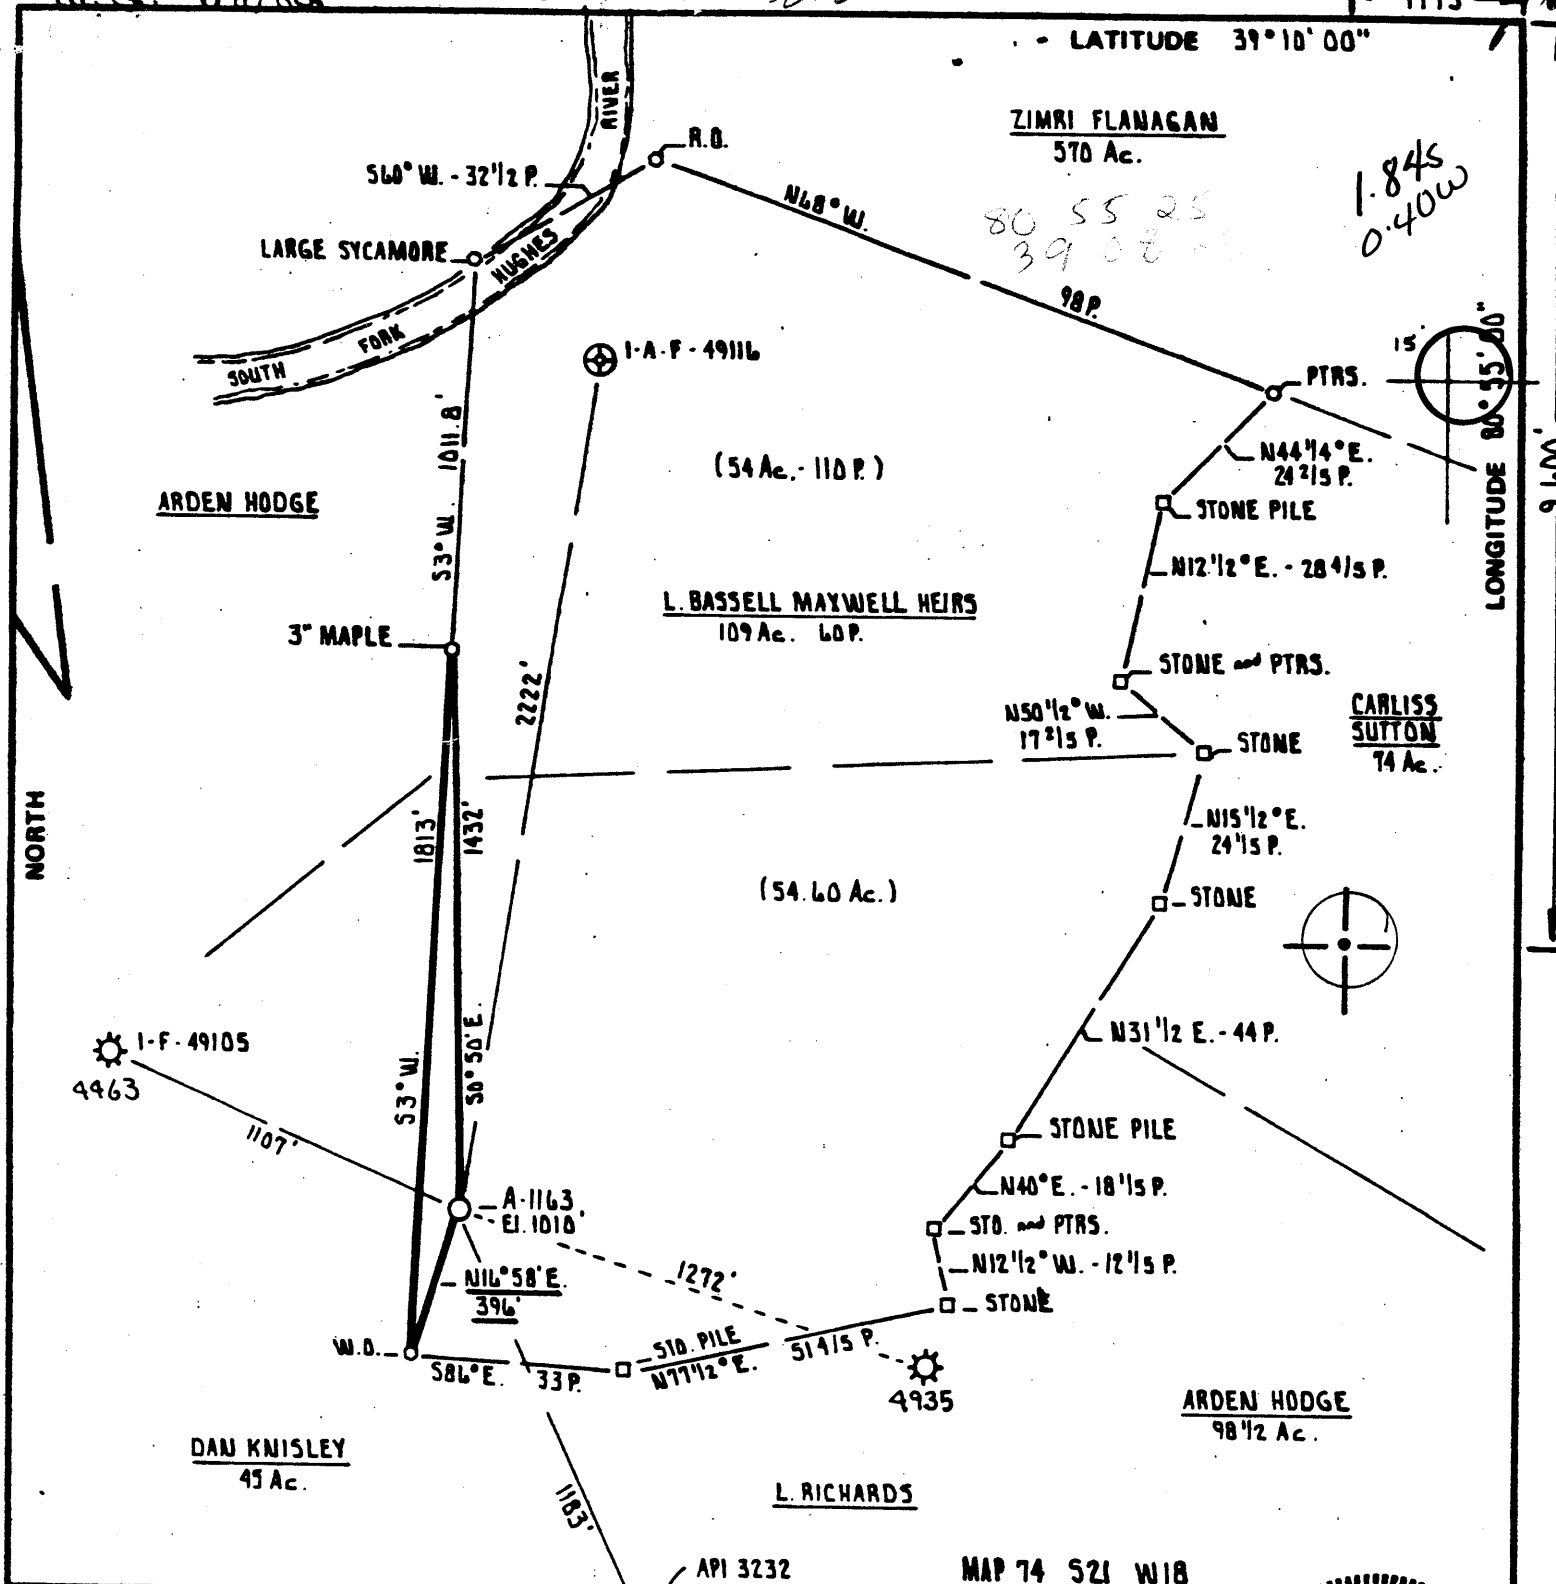 LATITUDE 39°10'00"
ZIMRI FLANAGAN
570 Ac.
1.84S
0.40W
80 55 25
39 08
RIVER
R.O.
S60° W. - 32 1/2 P.
N68° W.
98 P.
LARGE SYCAMORE
HUGHES
FORK
SOUTH
1-A-F-49116
15'
LONGITUDE 80°55'00"
PTRS.
N44 1/4° E.
24 2/5 P.
STONE PILE
(54 Ac. - 110 P.)
ARDEN HODGE
S3° W. 1011.8'
N12 1/2° E. - 28 4/5 P.
L. BASSELL MAXWELL HEIRS
109 Ac. 60 P.
3" MAPLE
STONE and PTRS.
2222'
N50 1/2° W.
17 2/5 P.
STONE
CARLISS
SUTTON
74 Ac.
NORTH
1813'
1432'
N15 1/2° E.
24 1/5 P.
(54.60 Ac.)
STONE
1-F-49105
4463
S3° W.
S0°50'E.
N31 1/2 E. - 44 P.
1107'
STONE PILE
A-1163
El. 1010'
N40° E. - 18 1/5 P.
STO. and PTRS.
N12 1/2° W. - 12 1/5 P.
N16°58'E.
396'
1272'
STONE
W.O.
S86° E. 33 P.
STO. PILE
N77 1/2° E. 51 4/5 P.
4935
ARDEN HODGE
98 1/2 Ac.
DAN KNISLEY
45 Ac.
L. RICHARDS
1183'
API 3232
MAP 74 S21 W18